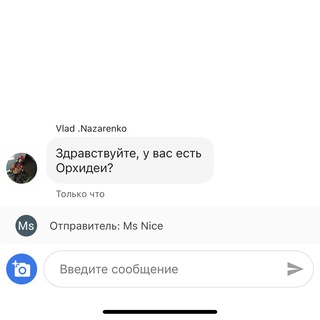 Vlad .Nazarenko
Здравствуйте, у вас есть
Орхидеи?
Только что
Ms
Отправитель: Ms Nice
Введите сообщение